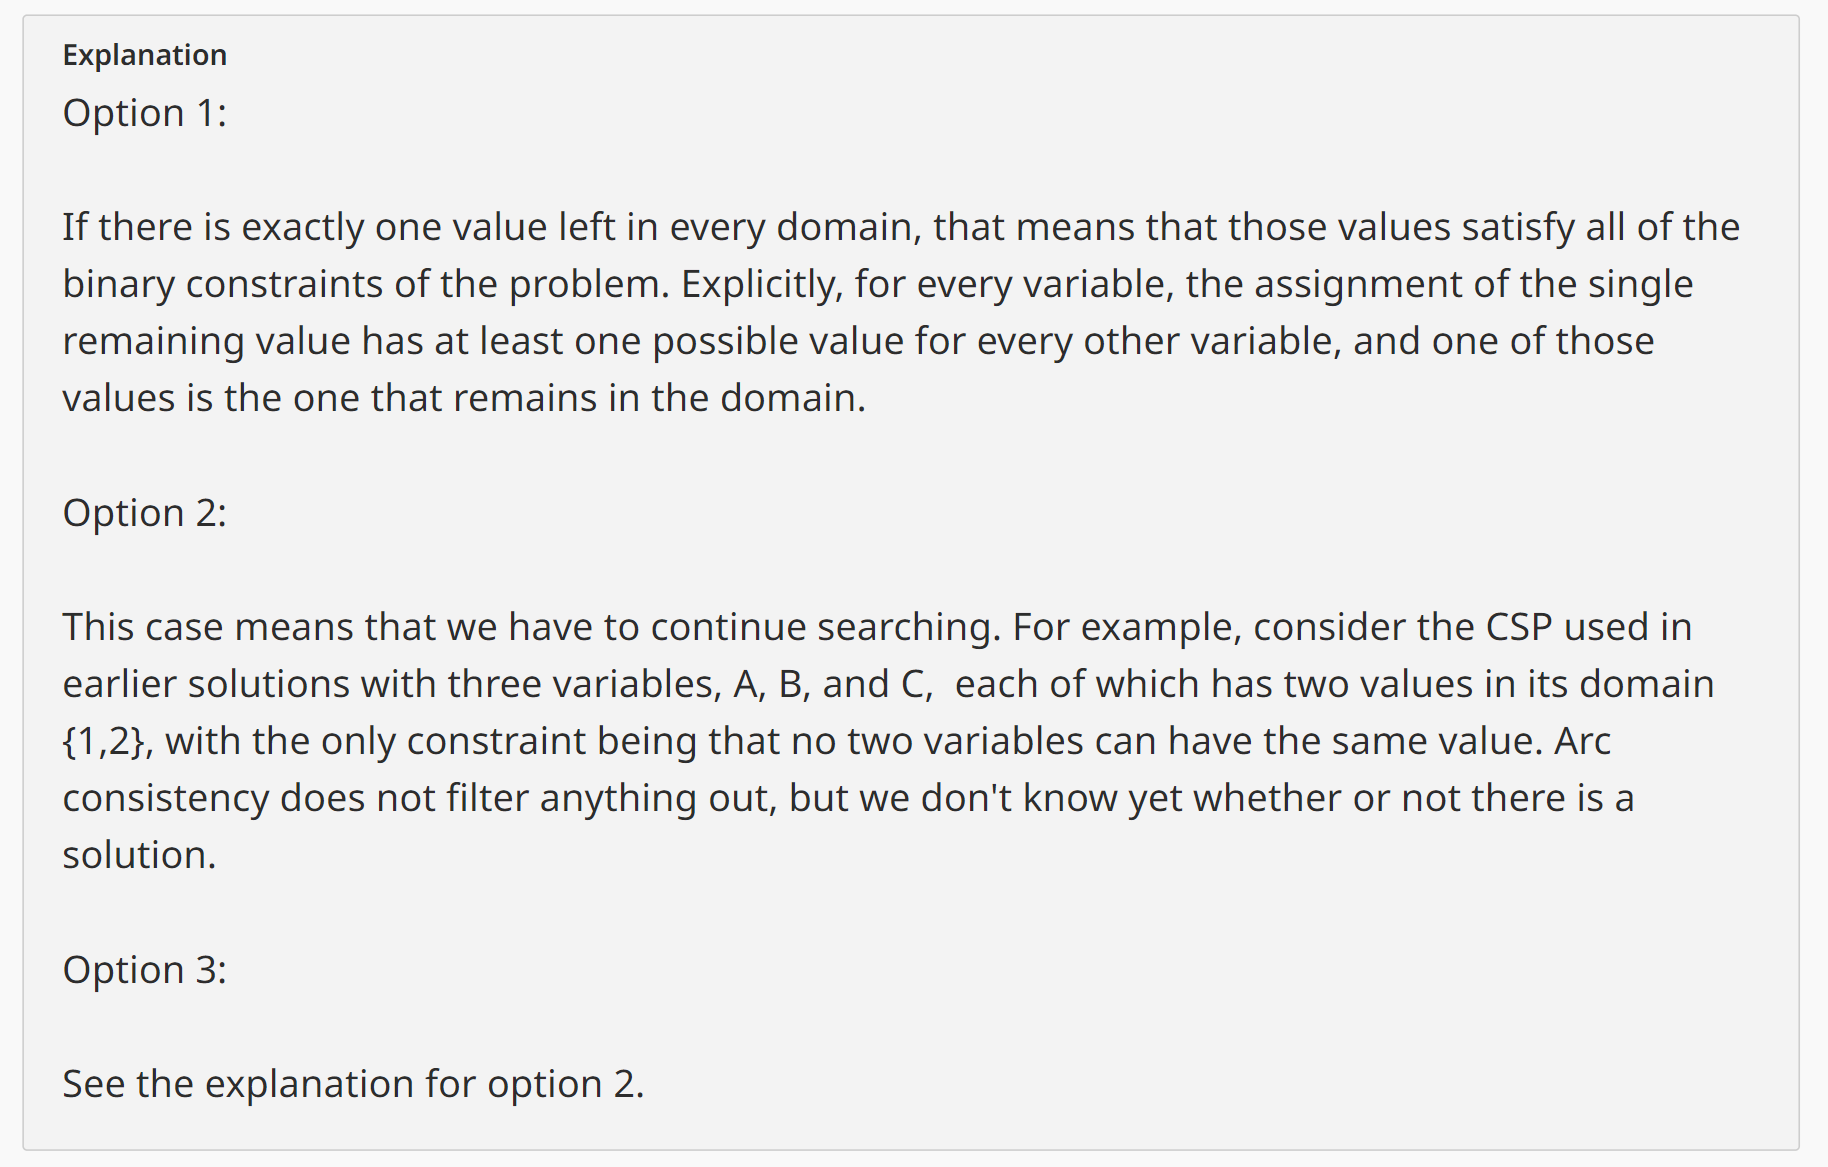 Explanation
Option 1:
If there is exactly one value left in every domain, that means that those values satisfy all of the
binary constraints of the problem. Explicitly, for every variable, the assignment of the single
remaining value has at least one possible value for every other variable, and one of those
values is the one that remains in the domain.
Option 2:
This case means that we have to continue searching. For example, consider the CSP used in
earlier solutions with three variables, A, B, and C,  each of which has two values in its domain
{1,2}, with the only constraint being that no two variables can have the same value. Arc
consistency does not filter anything out, but we don't know yet whether or not there is a
solution.
Option 3:
See the explanation for option 2.